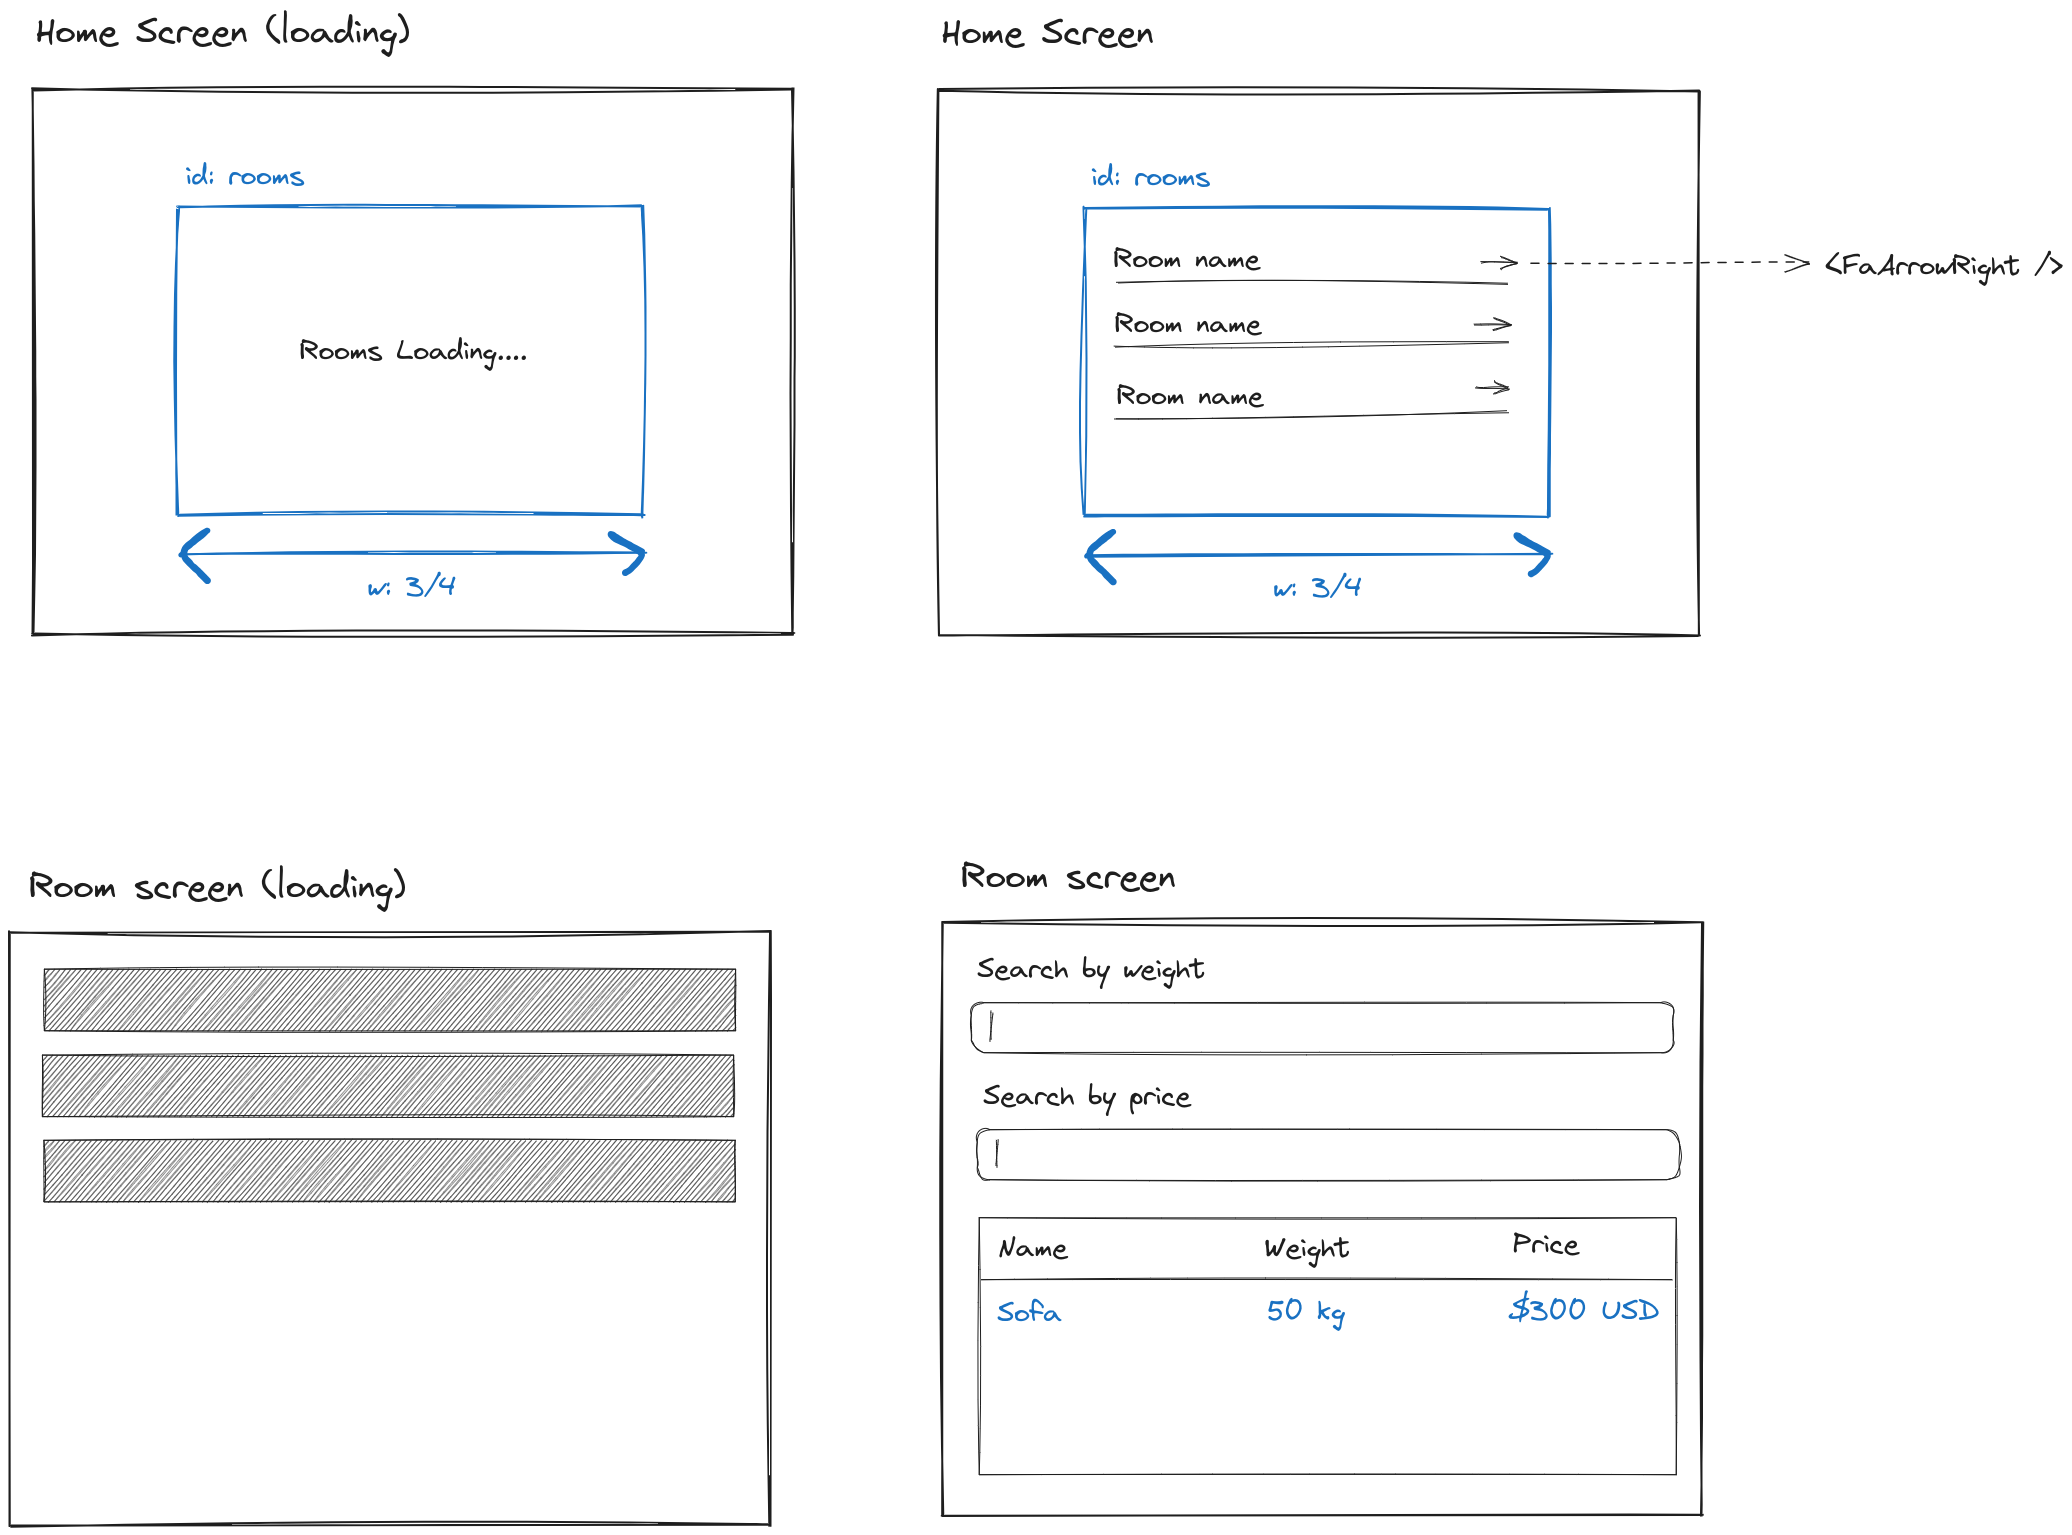 Home Screen (loading)
id: rooms
Rooms Loading....
w: 3/4
Home Screen
id: rooms
Room name
<FaArrowRight />
Room name
Room name
w: 3/4
Room screen (loading)
Room screen
Search by weight
Search by price
Name Weight Price
Sofa 50 kg $300 USD